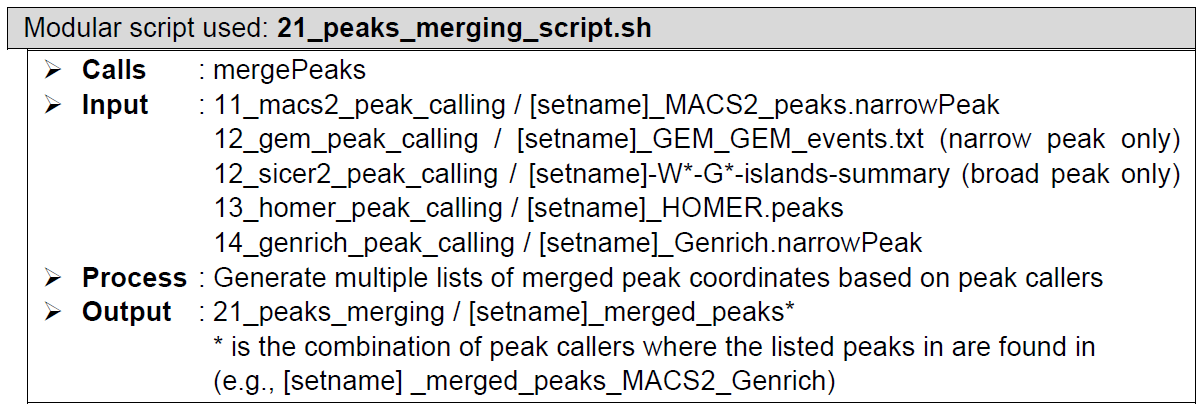 Modular script used: 21_peaks_merging_script.sh
➢ Calls : mergePeaks
➢ Input : 11_macs2_peak_calling / [setname]_MACS2_peaks.narrowPeak
12_gem_peak_calling / [setname]_GEM_GEM_events.txt (narrow peak only)
12_sicer2_peak_calling / [setname]-W*-G*-islands-summary (broad peak only)
13_homer_peak_calling / [setname]_HOMER.peaks
14_genrich_peak_calling / [setname]_Genrich.narrowPeak
➢ Process : Generate multiple lists of merged peak coordinates based on peak callers
➢ Output : 21_peaks_merging / [setname]_merged_peaks*
* is the combination of peak callers where the listed peaks in are found in
(e.g., [setname] _merged_peaks_MACS2_Genrich)